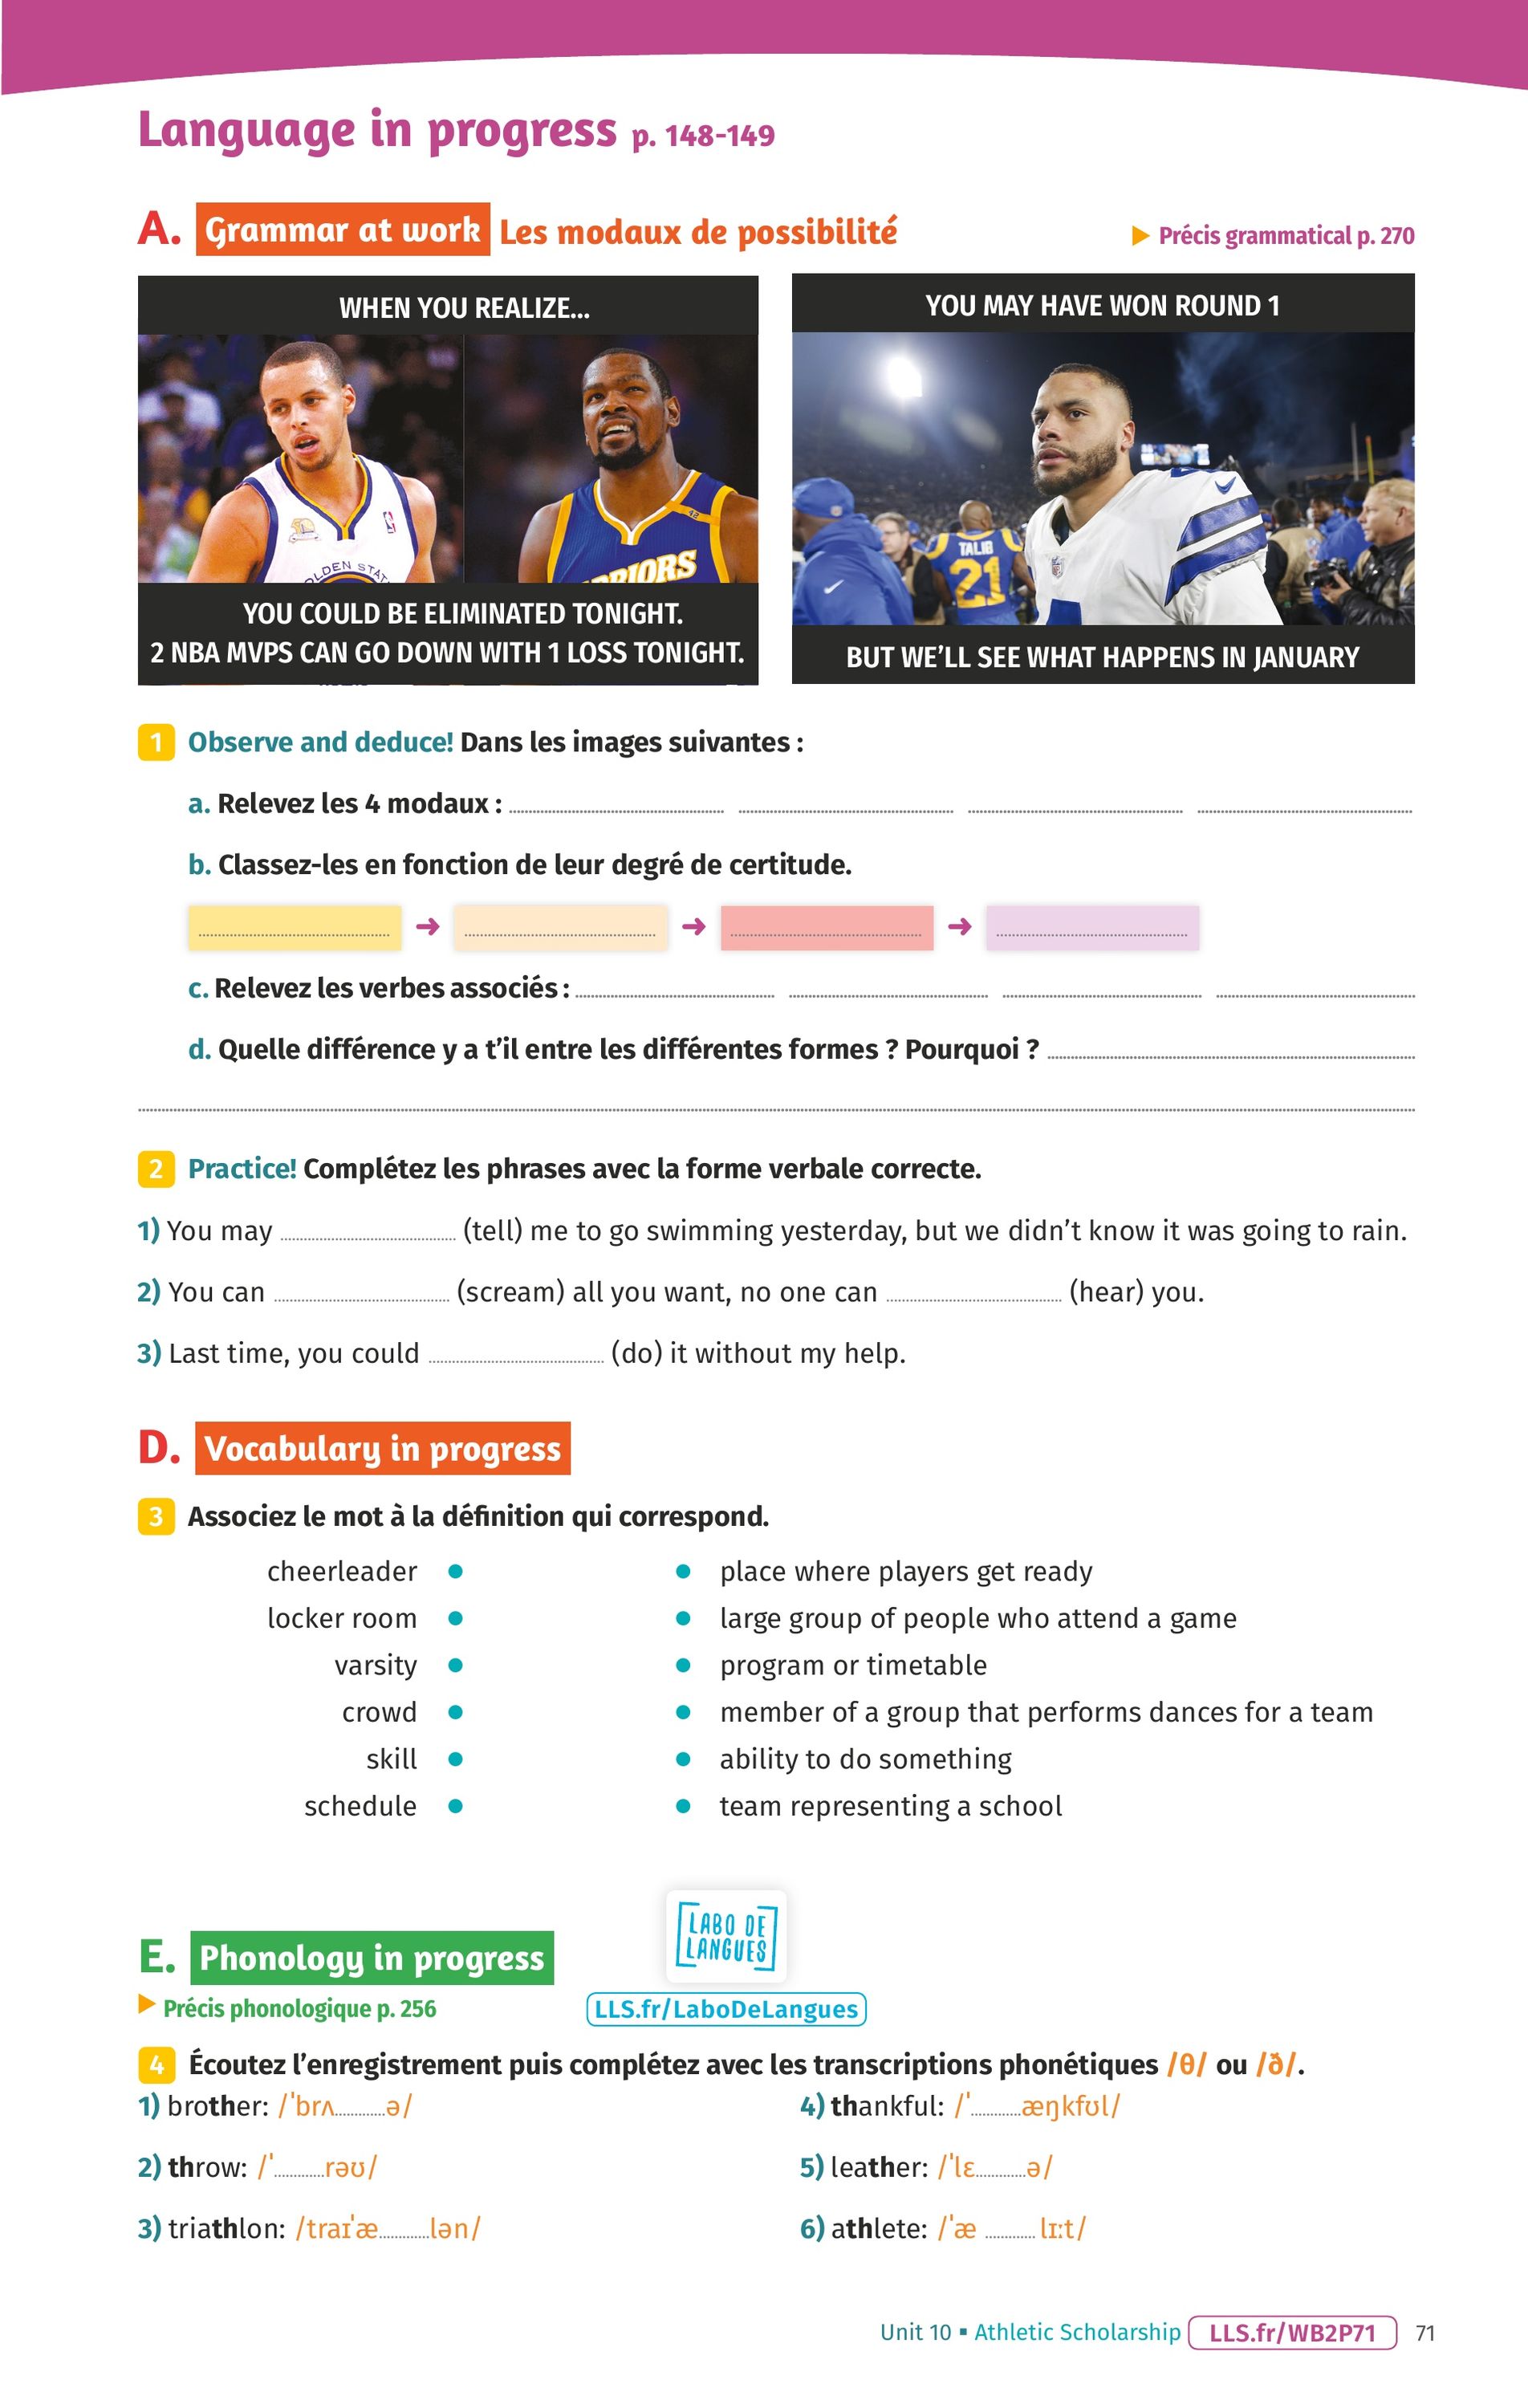 Language in progress p. 148-149
A. Grammar at work Les modaux de possibilité
▶ Précis grammatical p. 270
WHEN YOU REALIZE...
YOU COULD BE ELIMINATED TONIGHT.
2 NBA MVPS CAN GO DOWN WITH 1 LOSS TONIGHT.
YOU MAY HAVE WON ROUND 1
TALIB
21
BUT WE'LL SEE WHAT HAPPENS IN JANUARY
1 Observe and deduce! Dans les images suivantes :
a. Relevez les 4 modaux :
b. Classez-les en fonction de leur degré de certitude.
➜ ➜ ➜
c. Relevez les verbes associés :
d. Quelle différence y a t'il entre les différentes formes ? Pourquoi ?
2 Practice! Complétez les phrases avec la forme verbale correcte.
1) You may .......... (tell) me to go swimming yesterday, but we didn't know it was going to rain.
2) You can .......... (scream) all you want, no one can .......... (hear) you.
3) Last time, you could .......... (do) it without my help.
D. Vocabulary in progress
3 Associez le mot à la définition qui correspond.
cheerleader • • place where players get ready
locker room • • large group of people who attend a game
varsity • • program or timetable
crowd • • member of a group that performs dances for a team
skill • • ability to do something
schedule • • team representing a school
LABO DE
LANGUES
E. Phonology in progress
▶ Précis phonologique p. 256
LLS.fr/LaboDeLangues
4 Écoutez l'enregistrement puis complétez avec les transcriptions phonétiques /θ/ ou /ð/.
1) brother: /ˈbrʌ..........ə/
4) thankful: /ˈ..........æŋkfʊl/
2) throw: /ˈ..........rəʊ/
5) leather: /ˈlɛ..........ə/
3) triathlon: /traɪˈæ..........lən/
6) athlete: /ˈæ .......... lɪːt/
Unit 10 ▪ Athletic Scholarship LLS.fr/WB2P71 71